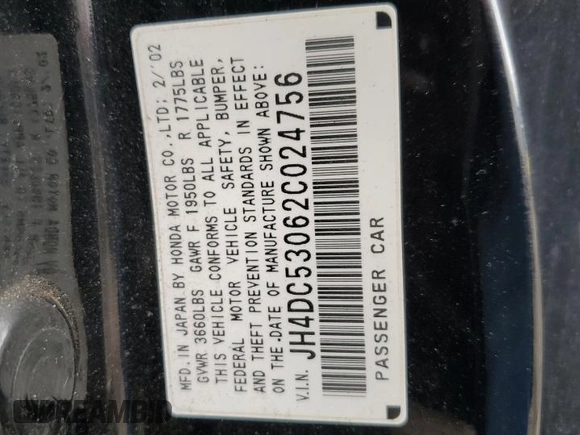 MFD.IN JAPAN BY HONDA MOTOR CO.,LTD; 2/'02
GVWR 3660LBS GAWR F 1950LBS R 1775LBS
THIS VEHICLE CONFORMS TO ALL APPLICABLE
FEDERAL MOTOR VEHICLE SAFETY, BUMPER,
AND THEFT PREVENTION STANDARDS IN EFFECT
ON THE DATE OF MANUFACTURE SHOWN ABOVE:
V.I.N. JH4DC53062C024756
PASSENGER CAR